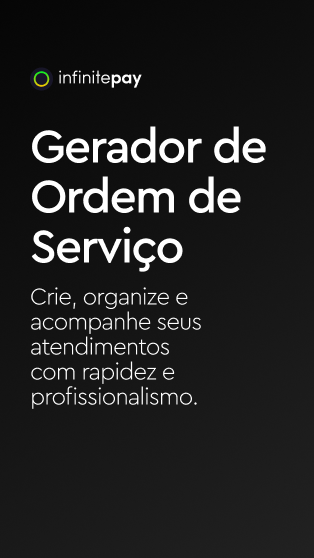 infinitepay
Gerador de
Ordem de
Serviço
Crie, organize e
acompanhe seus
atendimentos
com rapidez e
profissionalismo.